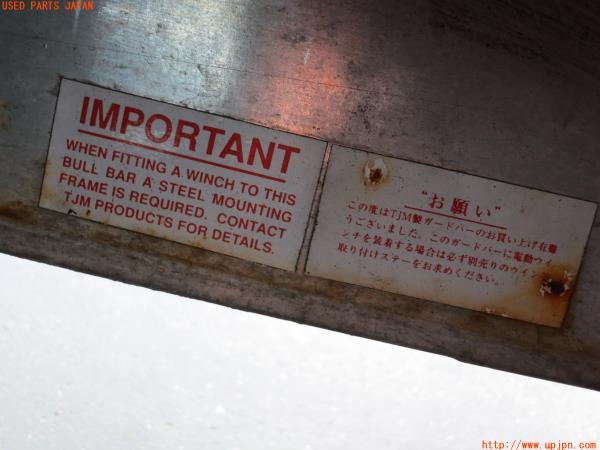 USED PARTS JAPAN
IMPORTANT
WHEN FITTING A WINCH TO THIS
BULL BAR A STEEL MOUNTING
FRAME IS REQUIRED. CONTACT
TJM PRODUCTS FOR DETAILS.
"お願い"
この度はTJM製ガードバーのお買い上げ有難
うございました。このガードバーに電動ウイ
ンチを装着する場合は必ず別売りのウインチ
取り付けステーをお求めください。
http://www.upjpn.com